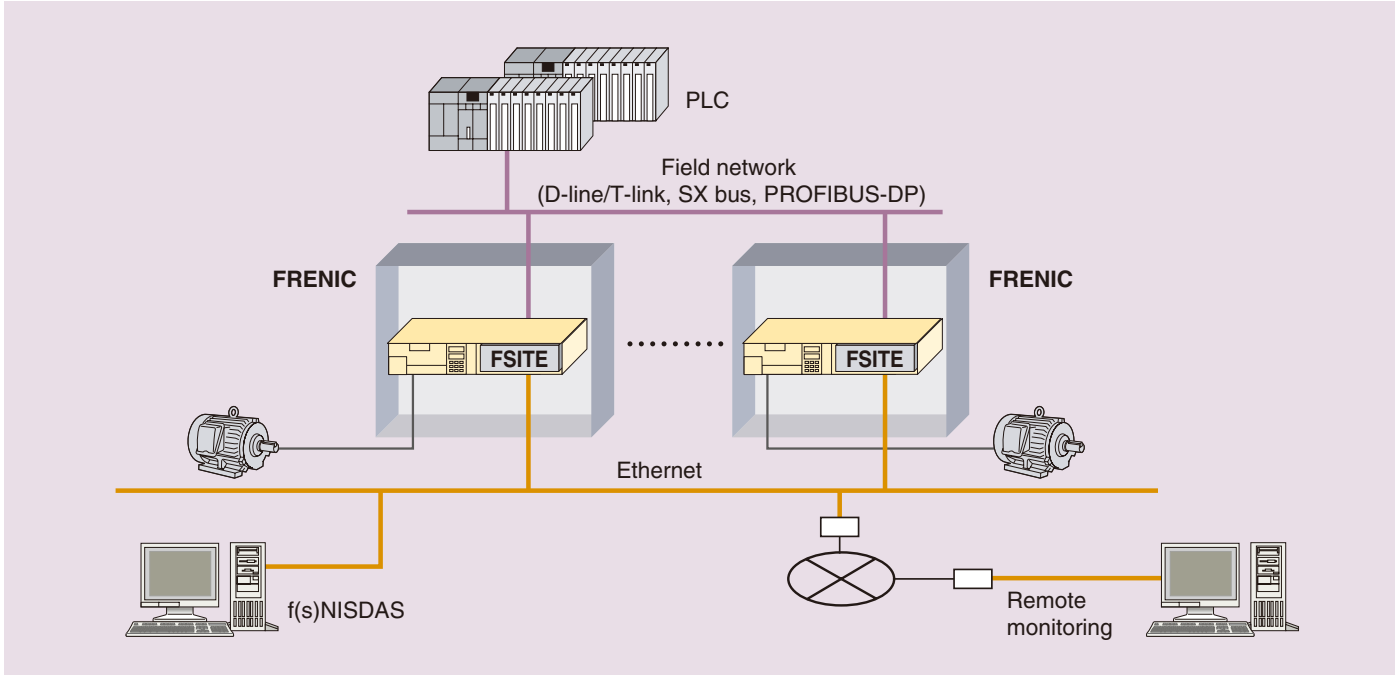 PLC
Field network
(D-line/T-link, SX bus, PROFIBUS-DP)
FRENIC
FRENIC
FSITE
FSITE
Ethernet
f(s)NISDAS
Remote
monitoring